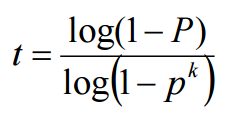 t = log(1 − P) / log(1 − p^k)